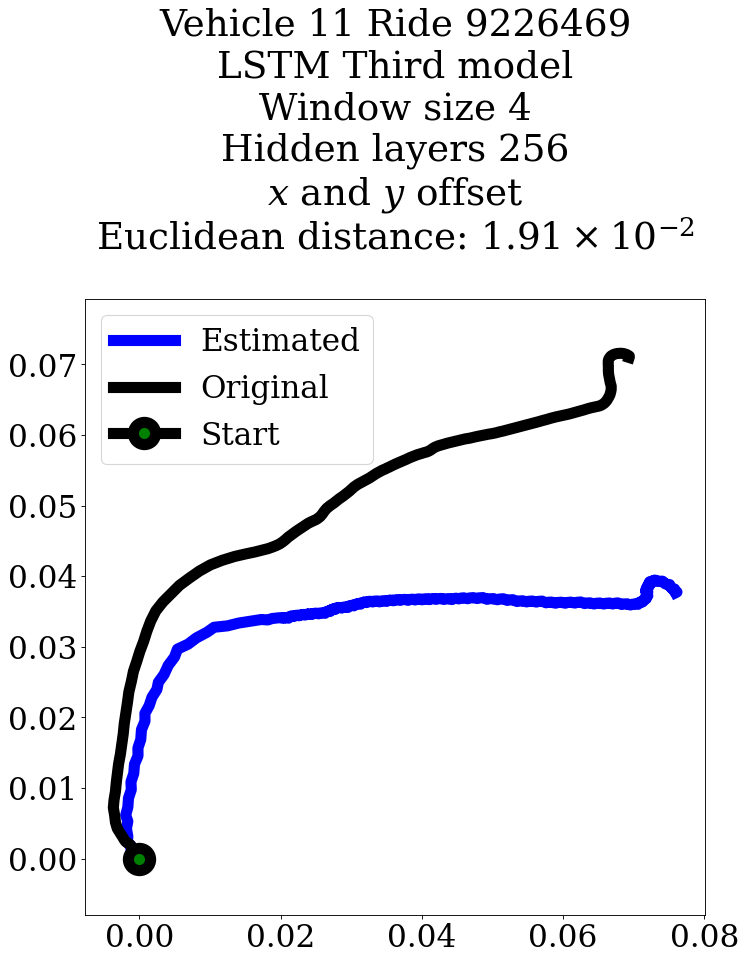 Vehicle 11 Ride 9226469
LSTM Third model
Window size 4
Hidden layers 256
x and y offset
Euclidean distance: 1.91 × 10⁻²
Estimated
Original
Start
0.07
0.06
0.05
0.04
0.03
0.02
0.01
0.00
0.00 0.02 0.04 0.06 0.08